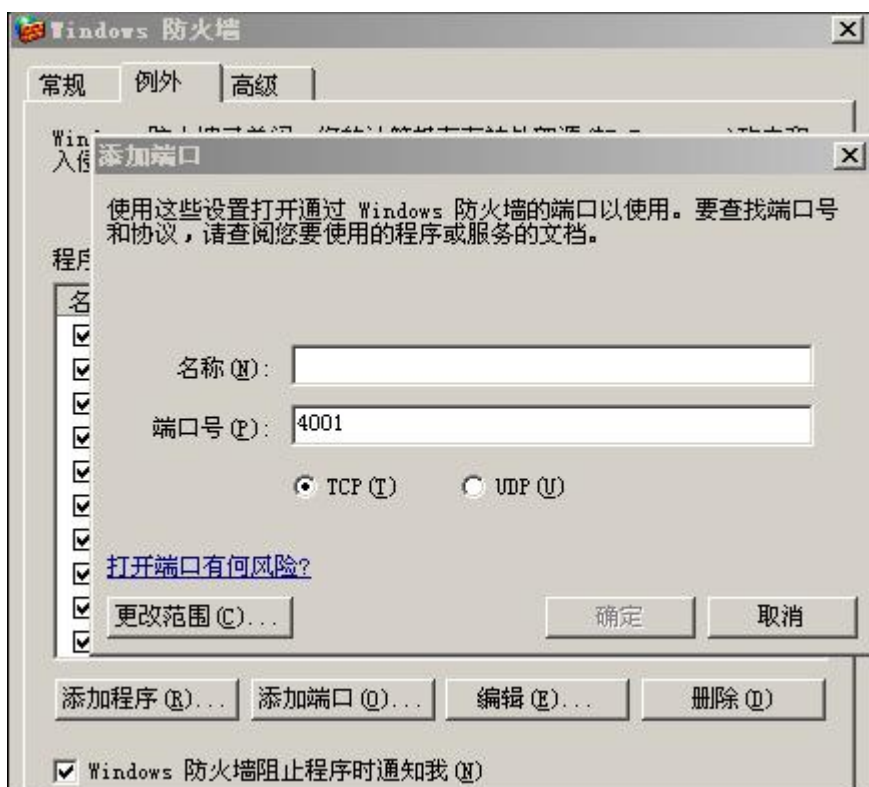 Windows 防火墙
常规
例外
高级
入侵
添加端口
使用这些设置打开通过 Windows 防火墙的端口以使用。要查找端口号
和协议，请查阅您要使用的程序或服务的文档。
程序
名
名称(N):
端口号(P): 4001
TCP(T) UDP(U)
打开端口有何风险?
更改范围(C)... 确定 取消
添加程序(R)... 添加端口(O)... 编辑(E)... 删除(D)
Windows 防火墙阻止程序时通知我(N)